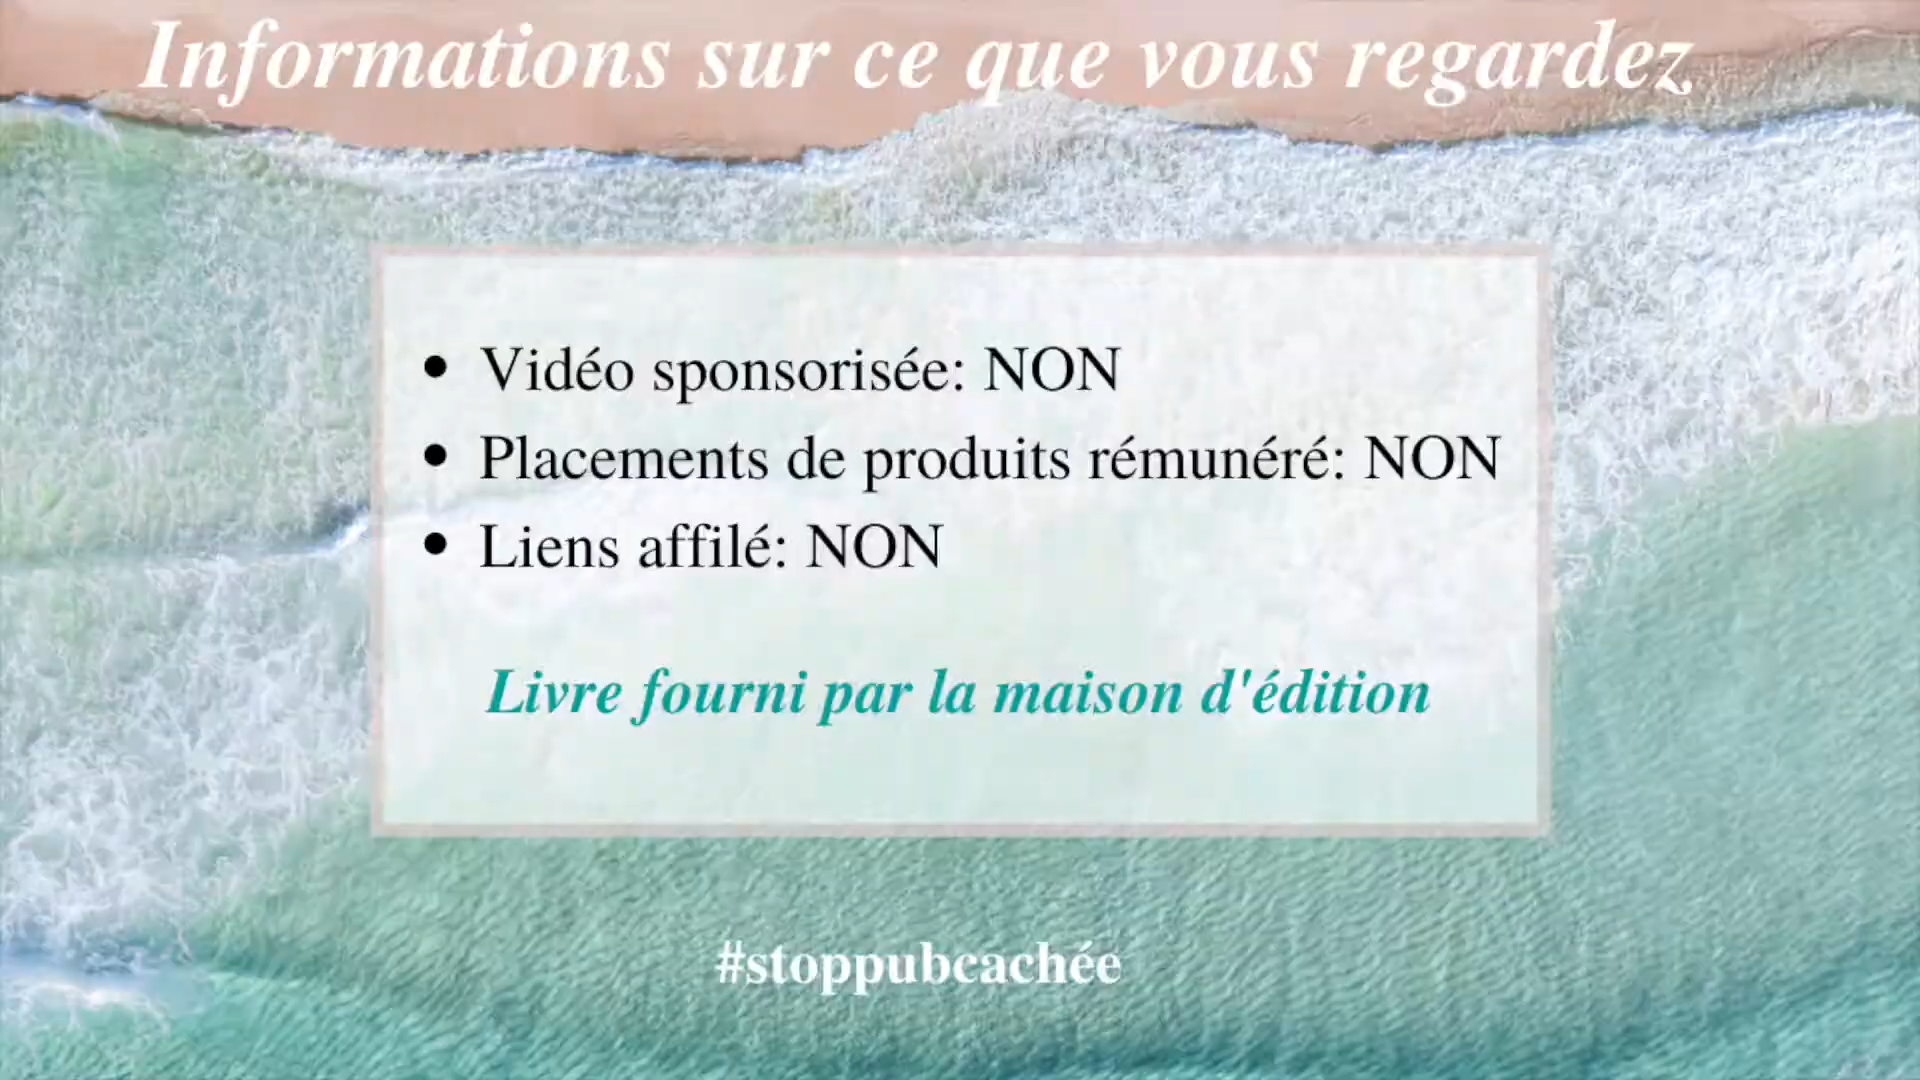 Informations sur ce que vous regardez
• Vidéo sponsorisée: NON
• Placements de produits rémunéré: NON
• Liens affilé: NON
Livre fourni par la maison d'édition
#stoppubcachée